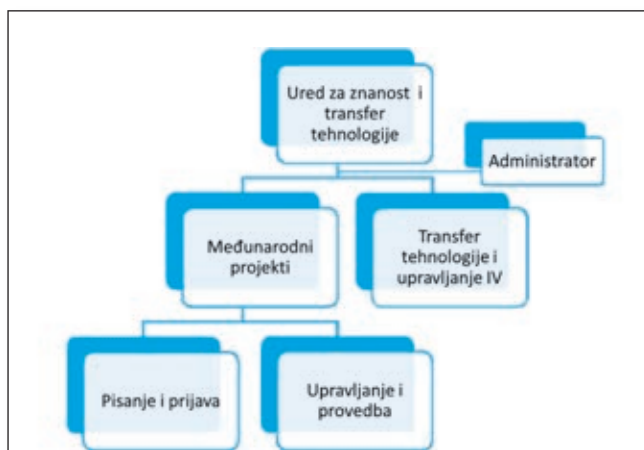 Ured za znanost i
transfer
tehnologije
Administrator
Međunarodni
projekti
Transfer
tehnologije i
upravljanje IV
Pisanje i prijava
Upravljanje i
provedba